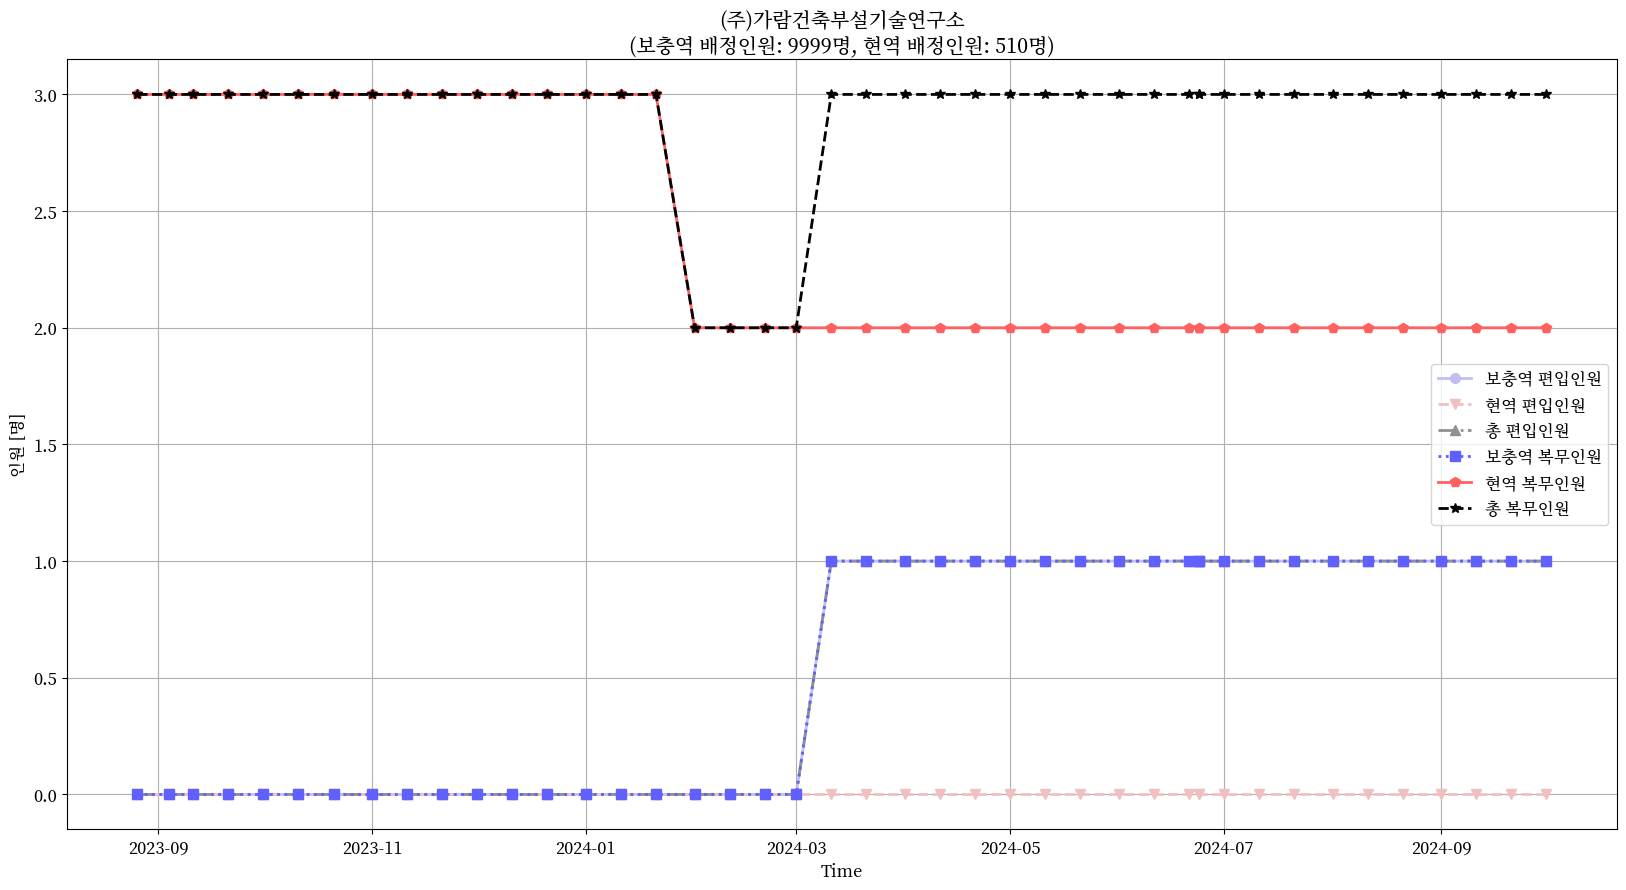 (주)가람건축부설기술연구소
(보충역 배정인원: 9999명, 현역 배정인원: 510명)
3.0
2.5
2.0
1.5
1.0
0.5
0.0
인원 [명]
보충역 편입인원
현역 편입인원
총 편입인원
보충역 복무인원
현역 복무인원
총 복무인원
2023-09
2023-11
2024-01
2024-03
2024-05
2024-07
2024-09
Time